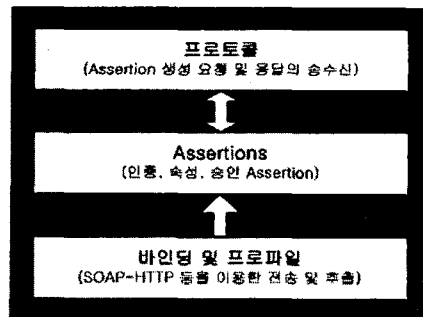 프로토콜
(Assertion 생성 요청 및 응답의 송수신)
Assertions
(인증, 속성, 승인 Assertion)
바인딩 및 프로파일
(SOAP-HTTP 등을 이용한 전송 및 추출)